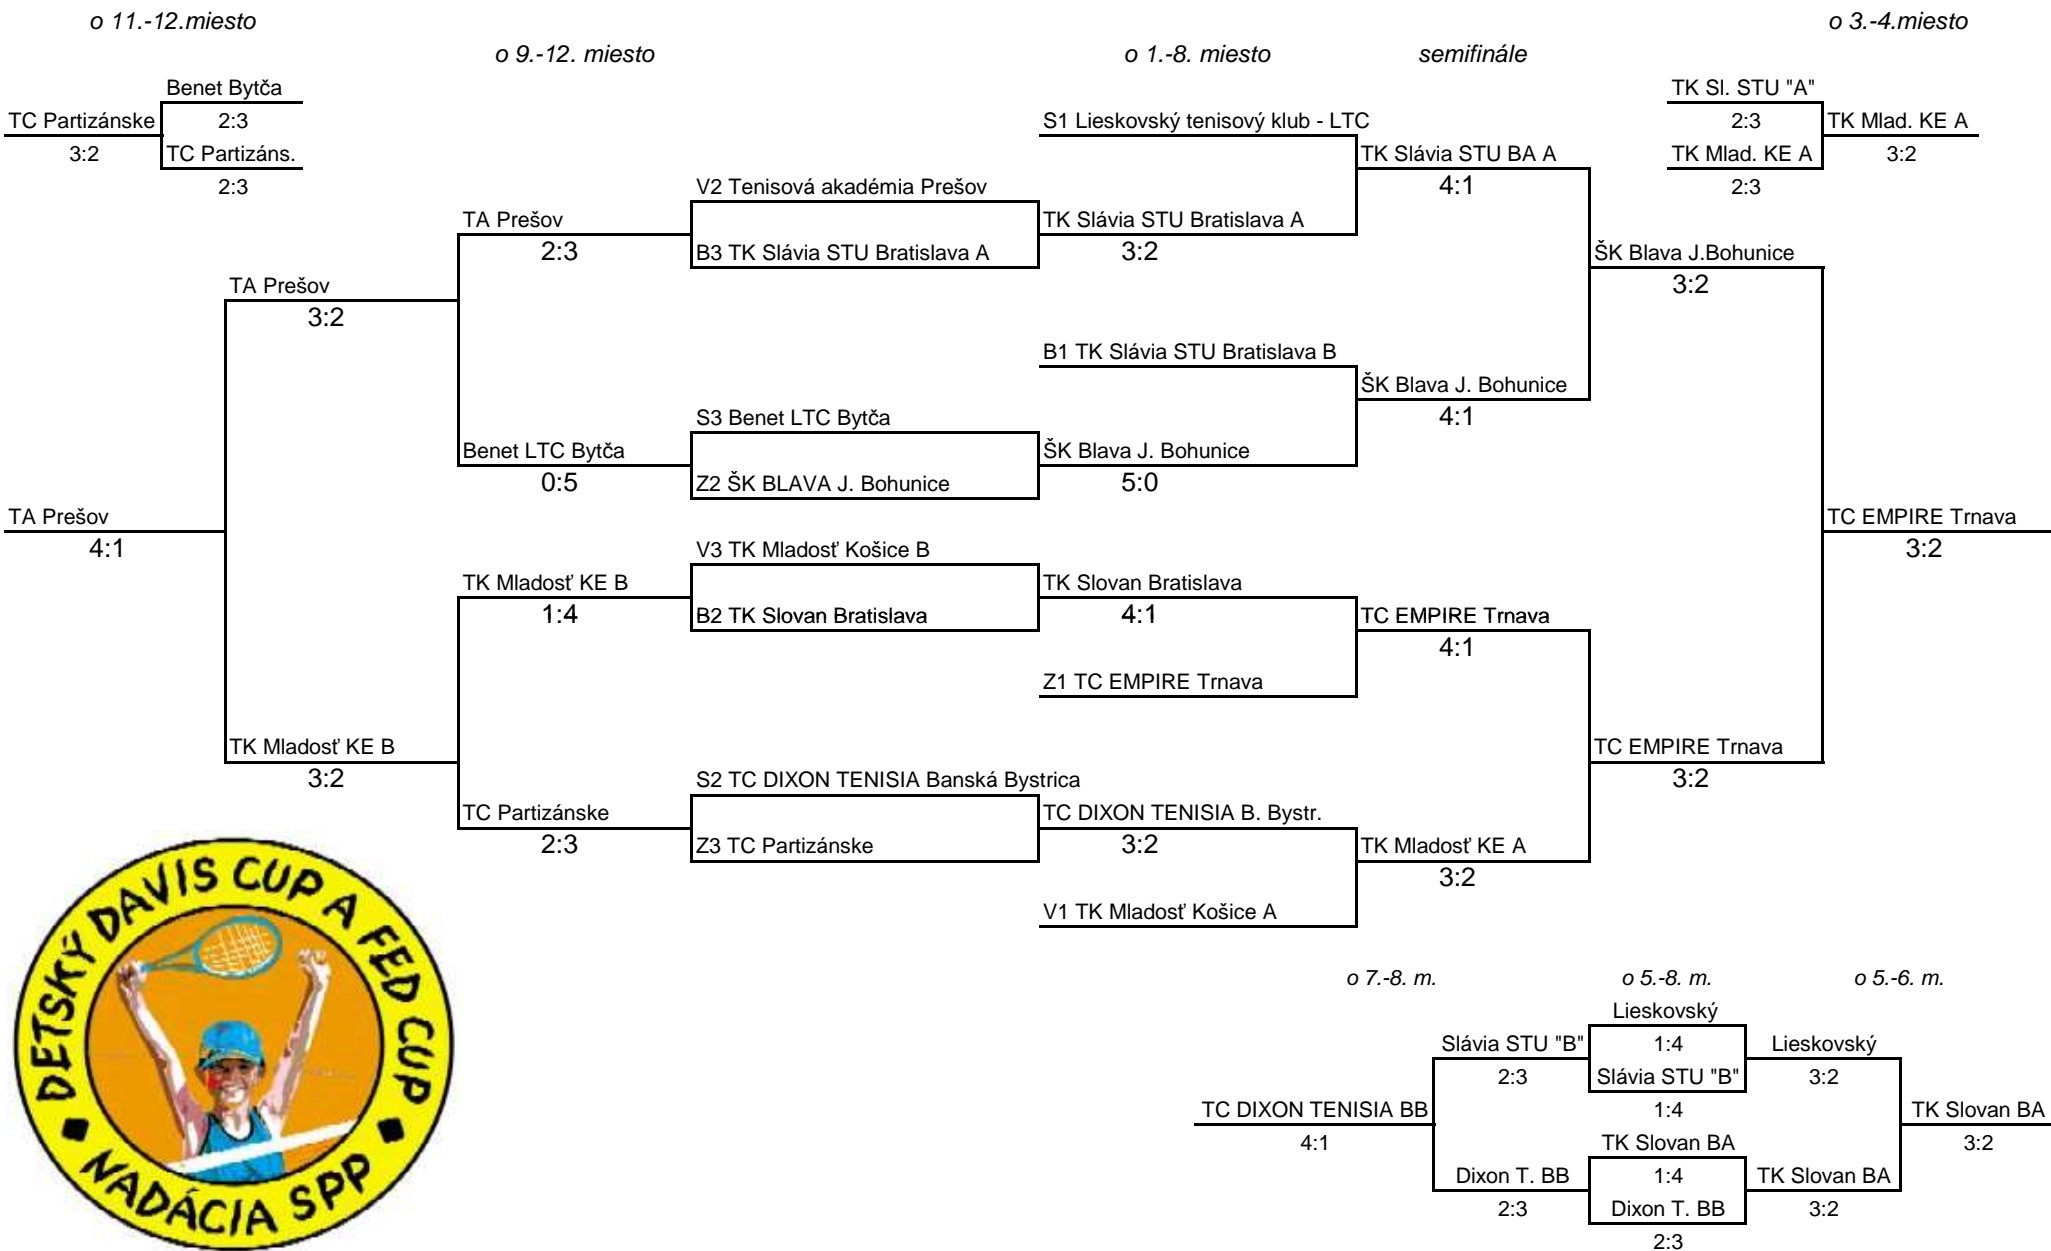 o 11.-12.miesto
o 3.-4.miesto
o 9.-12. miesto
o 1.-8. miesto
semifinále
Benet Bytča
TK Sl. STU "A"
TC Partizánske
2:3
S1 Lieskovský tenisový klub - LTC
2:3
TK Mlad. KE A
3:2
TC Partizáns.
TK Slávia STU BA A
TK Mlad. KE A
3:2
2:3
V2 Tenisová akadémia Prešov
4:1
2:3
TA Prešov
TK Slávia STU Bratislava A
2:3
B3 TK Slávia STU Bratislava A
3:2
ŠK Blava J.Bohunice
TA Prešov
3:2
3:2
B1 TK Slávia STU Bratislava B
ŠK Blava J. Bohunice
S3 Benet LTC Bytča
4:1
Benet LTC Bytča
ŠK Blava J. Bohunice
0:5
Z2 ŠK BLAVA J. Bohunice
5:0
TA Prešov
TC EMPIRE Trnava
4:1
V3 TK Mladosť Košice B
3:2
TK Mladosť KE B
TK Slovan Bratislava
1:4
B2 TK Slovan Bratislava
4:1
TC EMPIRE Trnava
4:1
Z1 TC EMPIRE Trnava
TK Mladosť KE B
TC EMPIRE Trnava
3:2
S2 TC DIXON TENISIA Banská Bystrica
3:2
TC Partizánske
TC DIXON TENISIA B. Bystr.
2:3
Z3 TC Partizánske
3:2
TK Mladosť KE A
3:2
V1 TK Mladosť Košice A
DETSKÝ DAVIS CUP A FED CUP
NADÁCIA SPP
o 7.-8. m.
o 5.-8. m.
o 5.-6. m.
Lieskovský
Slávia STU "B"
1:4
Lieskovský
2:3
Slávia STU "B"
3:2
TC DIXON TENISIA BB
1:4
TK Slovan BA
4:1
TK Slovan BA
3:2
Dixon T. BB
1:4
TK Slovan BA
2:3
Dixon T. BB
3:2
2:3